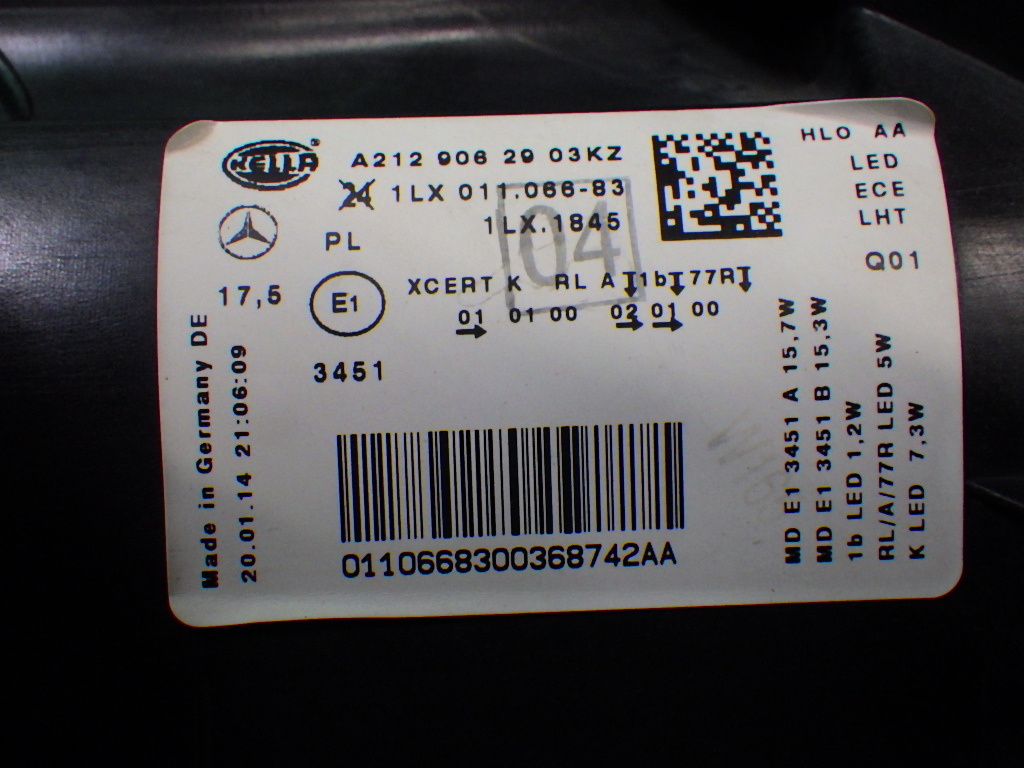 HELLA
A212 906 29 03KZ
24 1LX 011.066-83
1LX.1845
04
PL
17,5
E1
XCERT K RL A 1b 77R
01 01 00 02 01 00
3451
0110668300368742AA
HLO AA
LED
ECE
LHT
Q01
Made in Germany DE
20.01.14 21:06:09
MD E1 3451 A 15,7W
MD E1 3451 B 15,3W
1b LED 1,2W
RL/A/77R LED 5W
K LED 7,3W